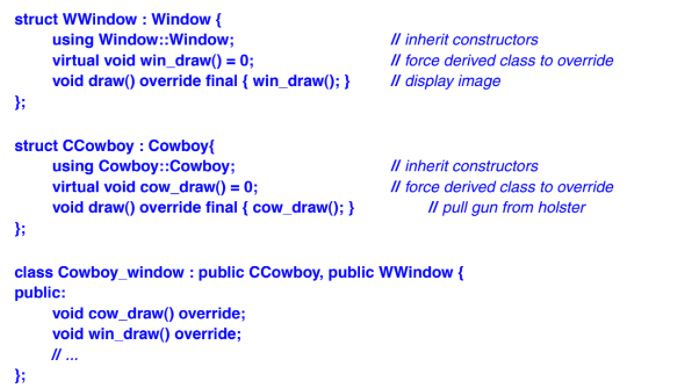 struct WWindow : Window {
using Window::Window; // inherit constructors
virtual void win_draw() = 0; // force derived class to override
void draw() override final { win_draw(); } // display image
};
struct CCowboy : Cowboy{
using Cowboy::Cowboy; // inherit constructors
virtual void cow_draw() = 0; // force derived class to override
void draw() override final { cow_draw(); } // pull gun from holster
};
class Cowboy_window : public CCowboy, public WWindow {
public:
void cow_draw() override;
void win_draw() override;
// ...
};